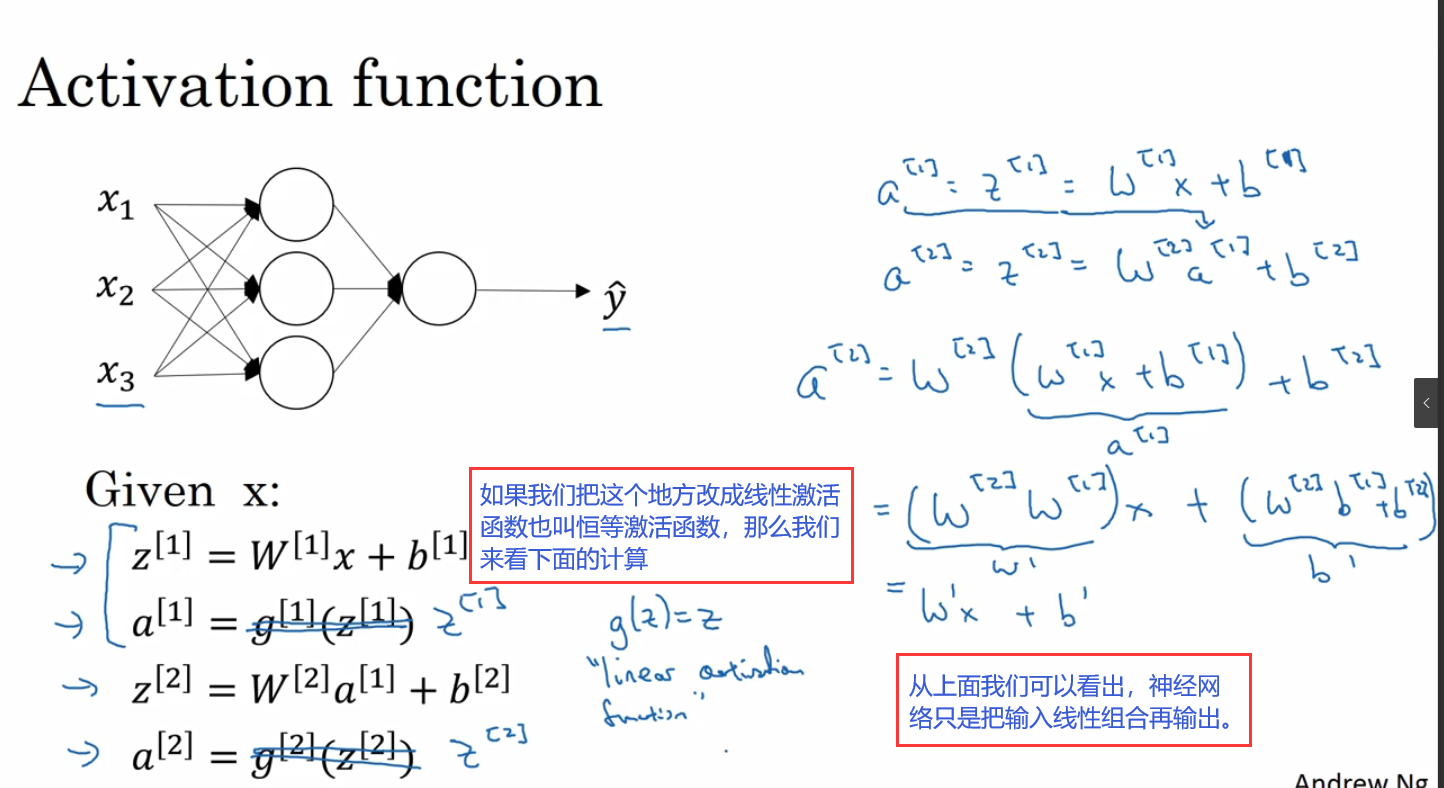 Activation function
x₁
x₂
x₃
ŷ
Given x:
z^[1] = W^[1]x + b^[1]
a^[1] = g^[1](z^[1]) z^[1]
z^[2] = W^[2]a^[1] + b^[2]
a^[2] = g^[2](z^[2]) z^[2]
如果我们把这个地方改成线性激活
函数也叫恒等激活函数，那么我们
来看下面的计算
g(z)=z
"linear activation
function"
a^[1] = z^[1] = W^[1]x + b^[1]
a^[2] = z^[2] = W^[2]a^[1] + b^[2]
a^[2] = W^[2](W^[1]x + b^[1]) + b^[2]
a^[1]
= (W^[2]W^[1])x + (W^[2]b^[1]+b^[2])
W' b'
= W'x + b'
从上面我们可以看出，神经网
络只是把输入线性组合再输出。
<
Andrew Ng